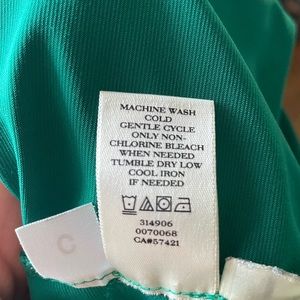 MACHINE WASH
COLD
GENTLE CYCLE
ONLY NON-
CHLORINE BLEACH
WHEN NEEDED
TUMBLE DRY LOW
COOL IRON
IF NEEDED
314906
0070068
CA#57421
C